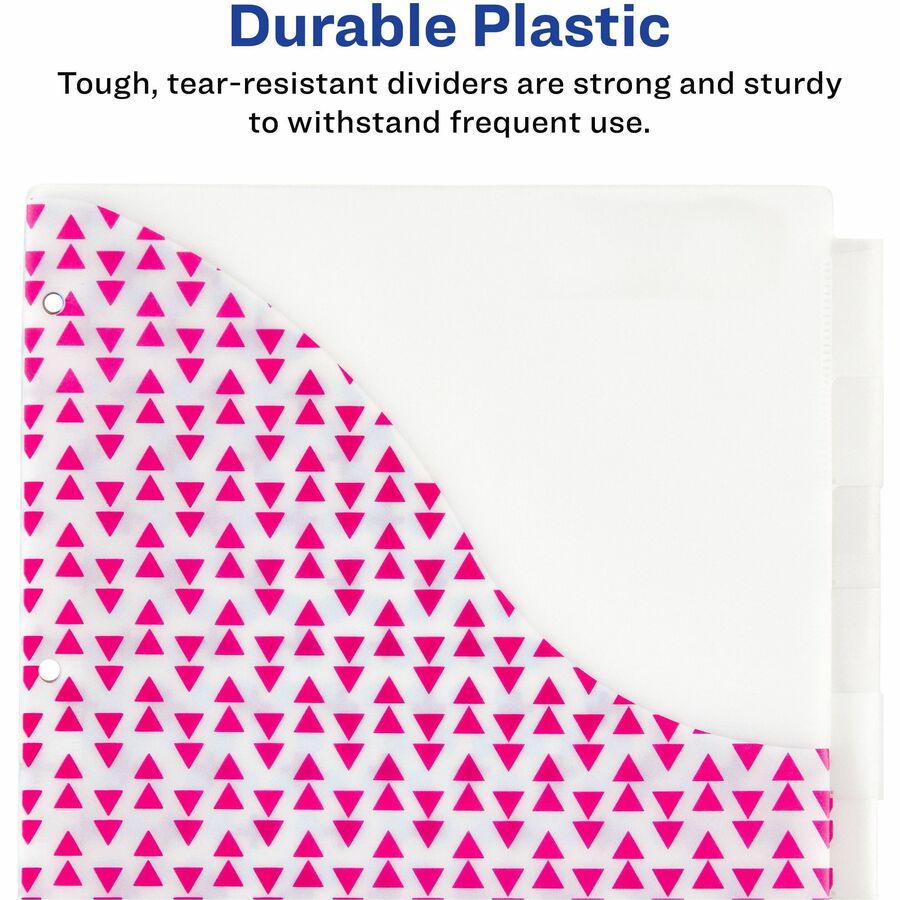 Durable Plastic
Tough, tear-resistant dividers are strong and sturdy
to withstand frequent use.